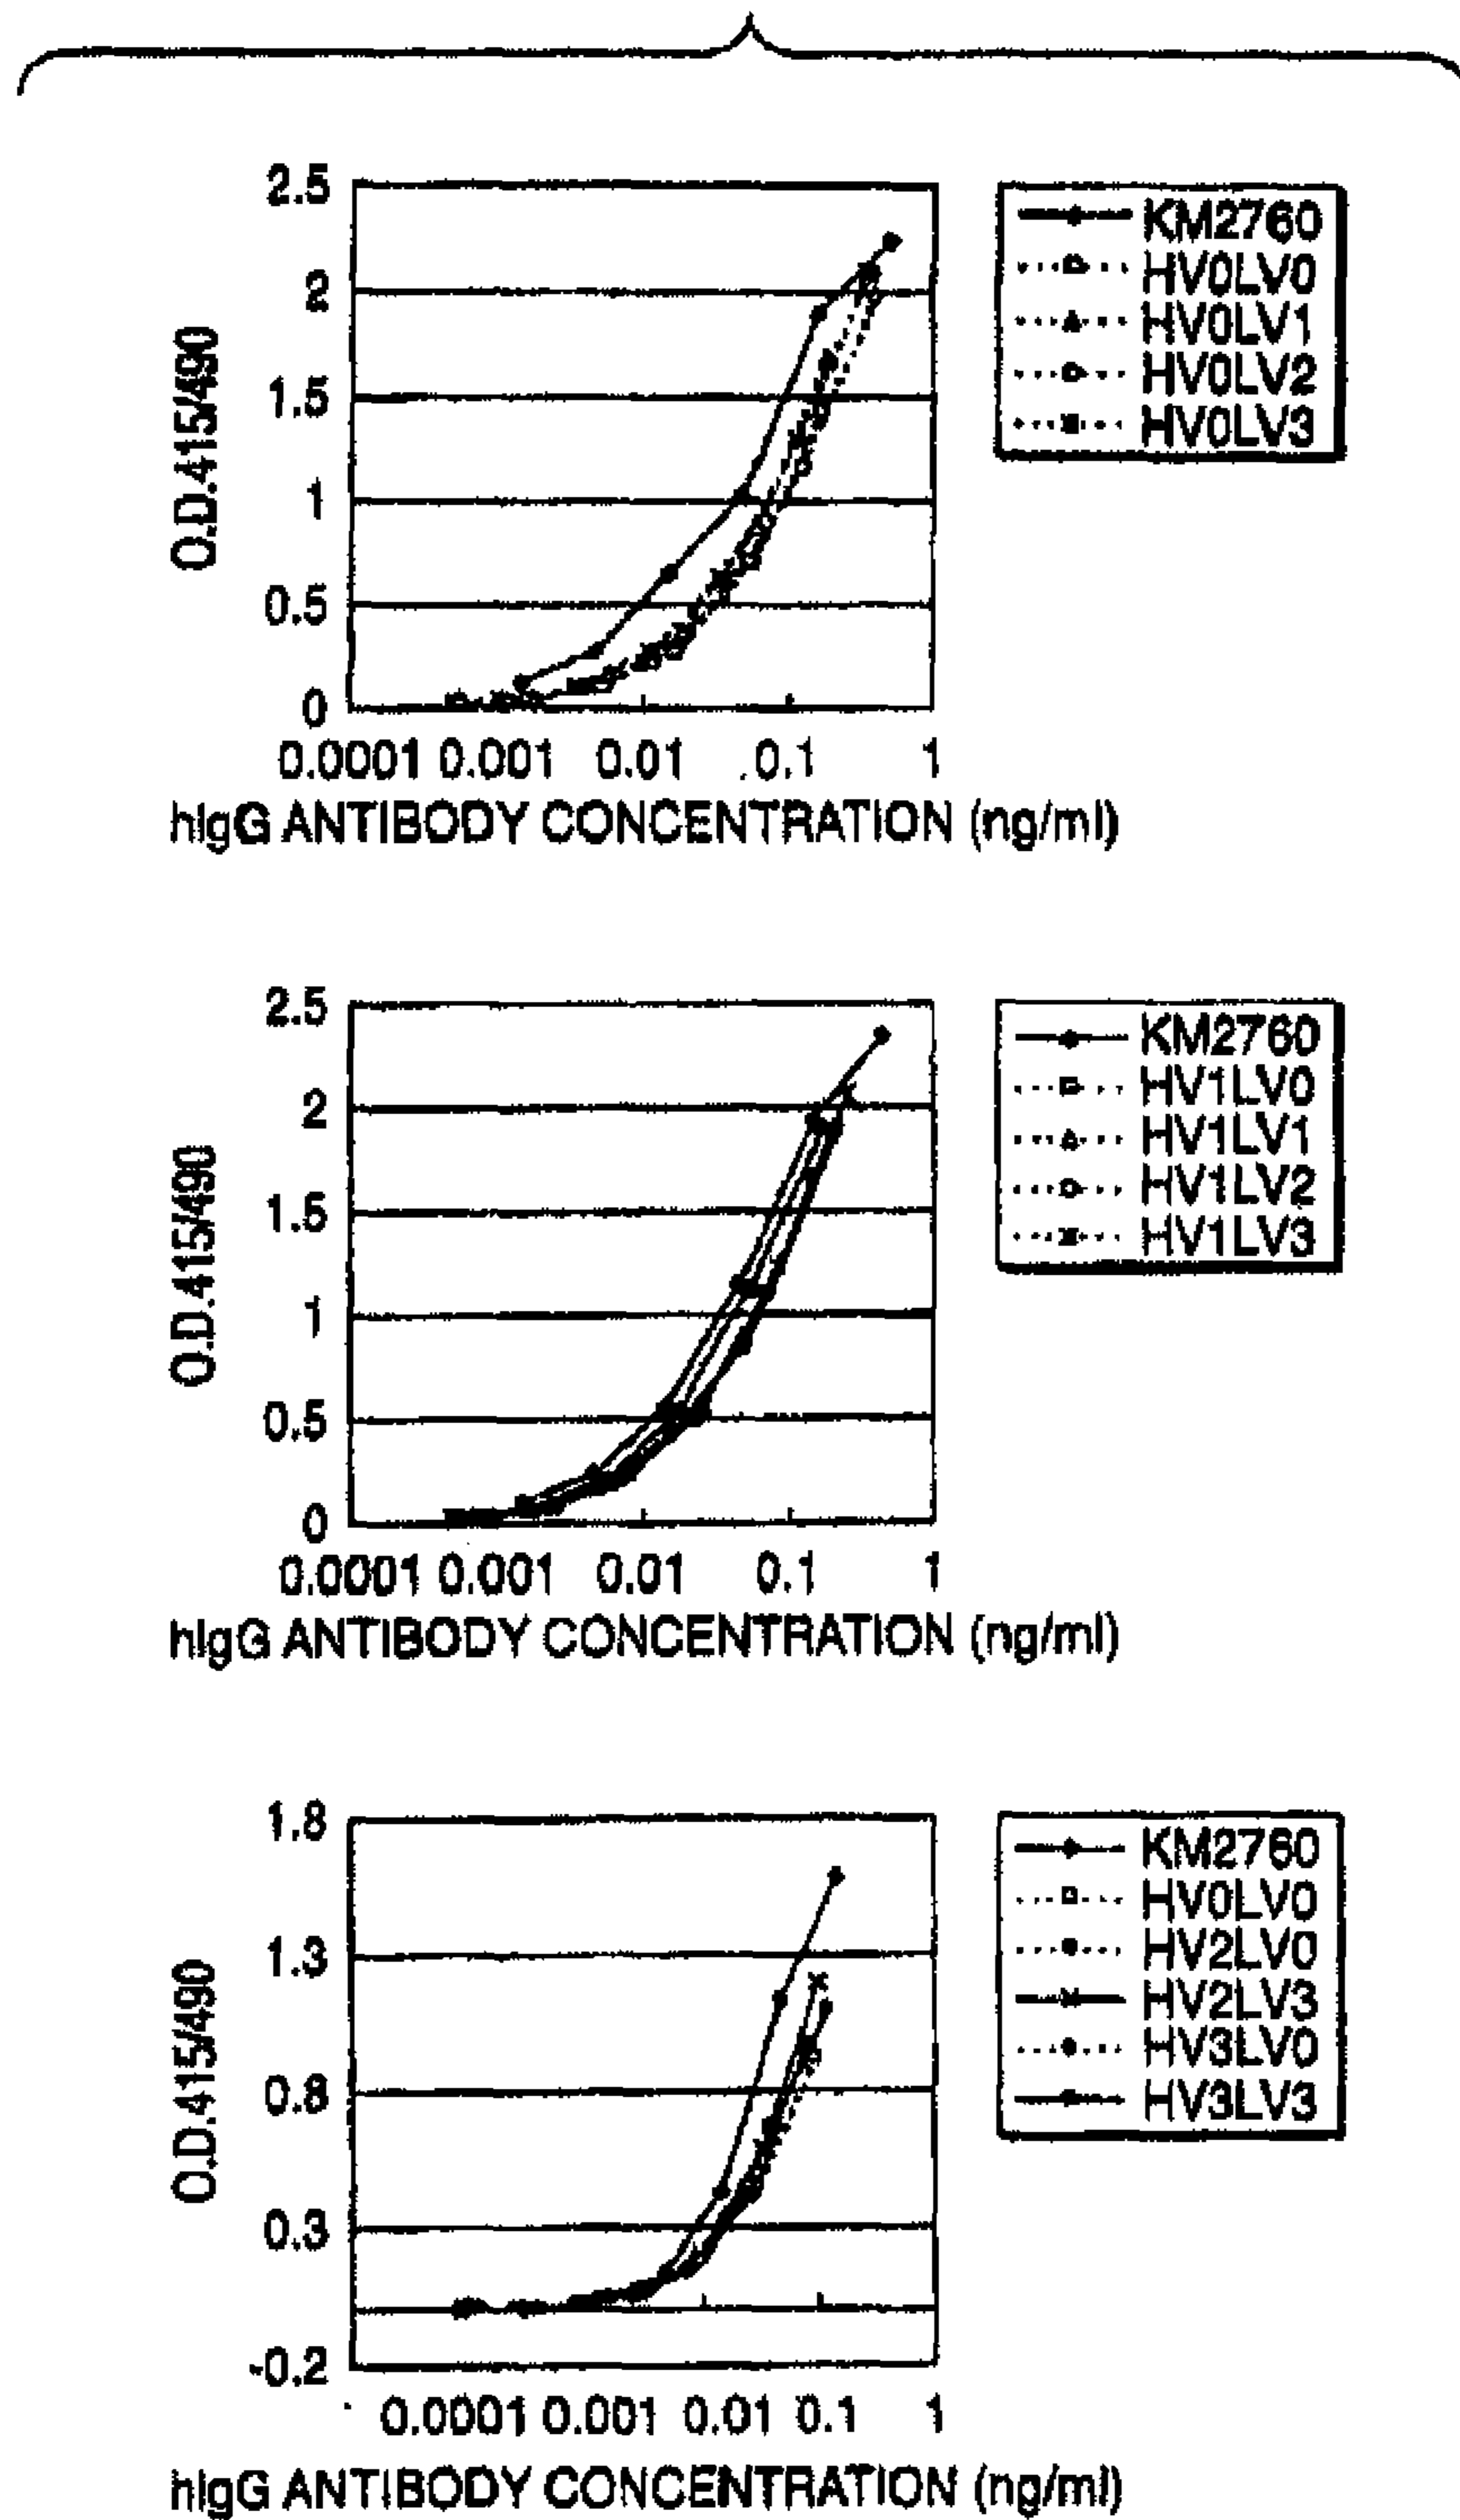 2.5
2
1.5
1
0.5
0
O.D.415/490
0.0001 0.001 0.01 0.1 1
hIgG ANTIBODY CONCENTRATION (ng/ml)
KM2760
HV0LV0
HV0LV1
HV0LV2
HV0LV3
2.5
2
1.5
1
0.5
0
O.D.415/490
0.0001 0.001 0.01 0.1 1
hIgG ANTIBODY CONCENTRATION (ng/ml)
KM2760
HV1LV0
HV1LV1
HV1LV2
HV1LV3
1.8
1.3
0.8
0.3
-0.2
O.D.415/490
0.0001 0.001 0.01 0.1 1
hIgG ANTIBODY CONCENTRATION (ng/ml)
KM2760
HV0LV0
HV2LV0
HV2LV3
HV3LV0
HV3LV3